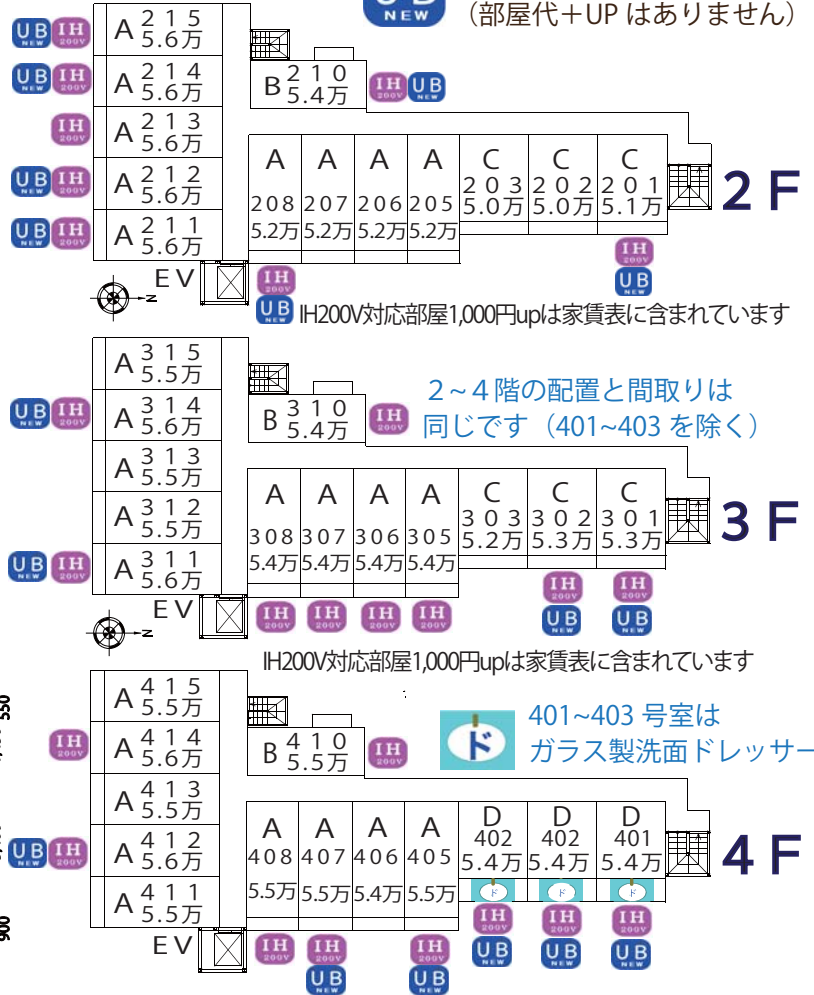 UB NEW
(部屋代+UP はありません)
UB NEW IH 200V A 215 5.6万
UB NEW IH 200V A 214 5.6万
IH 200V A 213 5.6万
UB NEW IH 200V A 212 5.6万
UB NEW IH 200V A 211 5.6万
B 210 5.4万 IH 200V UB NEW
A A A A C C C
208 207 206 205 203 202 201
5.2万 5.2万 5.2万 5.2万 5.0万 5.0万 5.1万
2F
EV
N
IH 200V UB NEW
IH 200V UB NEW
IH200V対応部屋1,000円upは家賃表に含まれています
A 315 5.5万
UB NEW IH 200V A 314 5.6万
A 313 5.5万
A 312 5.5万
UB NEW IH 200V A 311 5.6万
B 310 5.4万 IH 200V
2~4階の配置と間取りは
同じです(401~403 を除く)
A A A A C C C
308 307 306 305 303 302 301
5.4万 5.4万 5.4万 5.4万 5.2万 5.3万 5.3万
3F
EV
N
IH 200V IH 200V IH 200V IH 200V IH 200V IH 200V
UB NEW UB NEW
IH200V対応部屋1,000円upは家賃表に含まれています
550
900
A 415 5.5万
IH 200V A 414 5.6万
A 413 5.5万
UB NEW IH 200V A 412 5.6万
A 411 5.5万
B 410 5.5万 IH 200V
ド
401~403 号室は
ガラス製洗面ドレッサー
A A A A D D D
408 407 406 405 402 402 401
5.5万 5.5万 5.4万 5.5万 5.4万 5.4万 5.4万
ド ド ド
4F
EV
IH 200V IH 200V IH 200V IH 200V IH 200V IH 200V
UB NEW UB NEW UB NEW UB NEW UB NEW